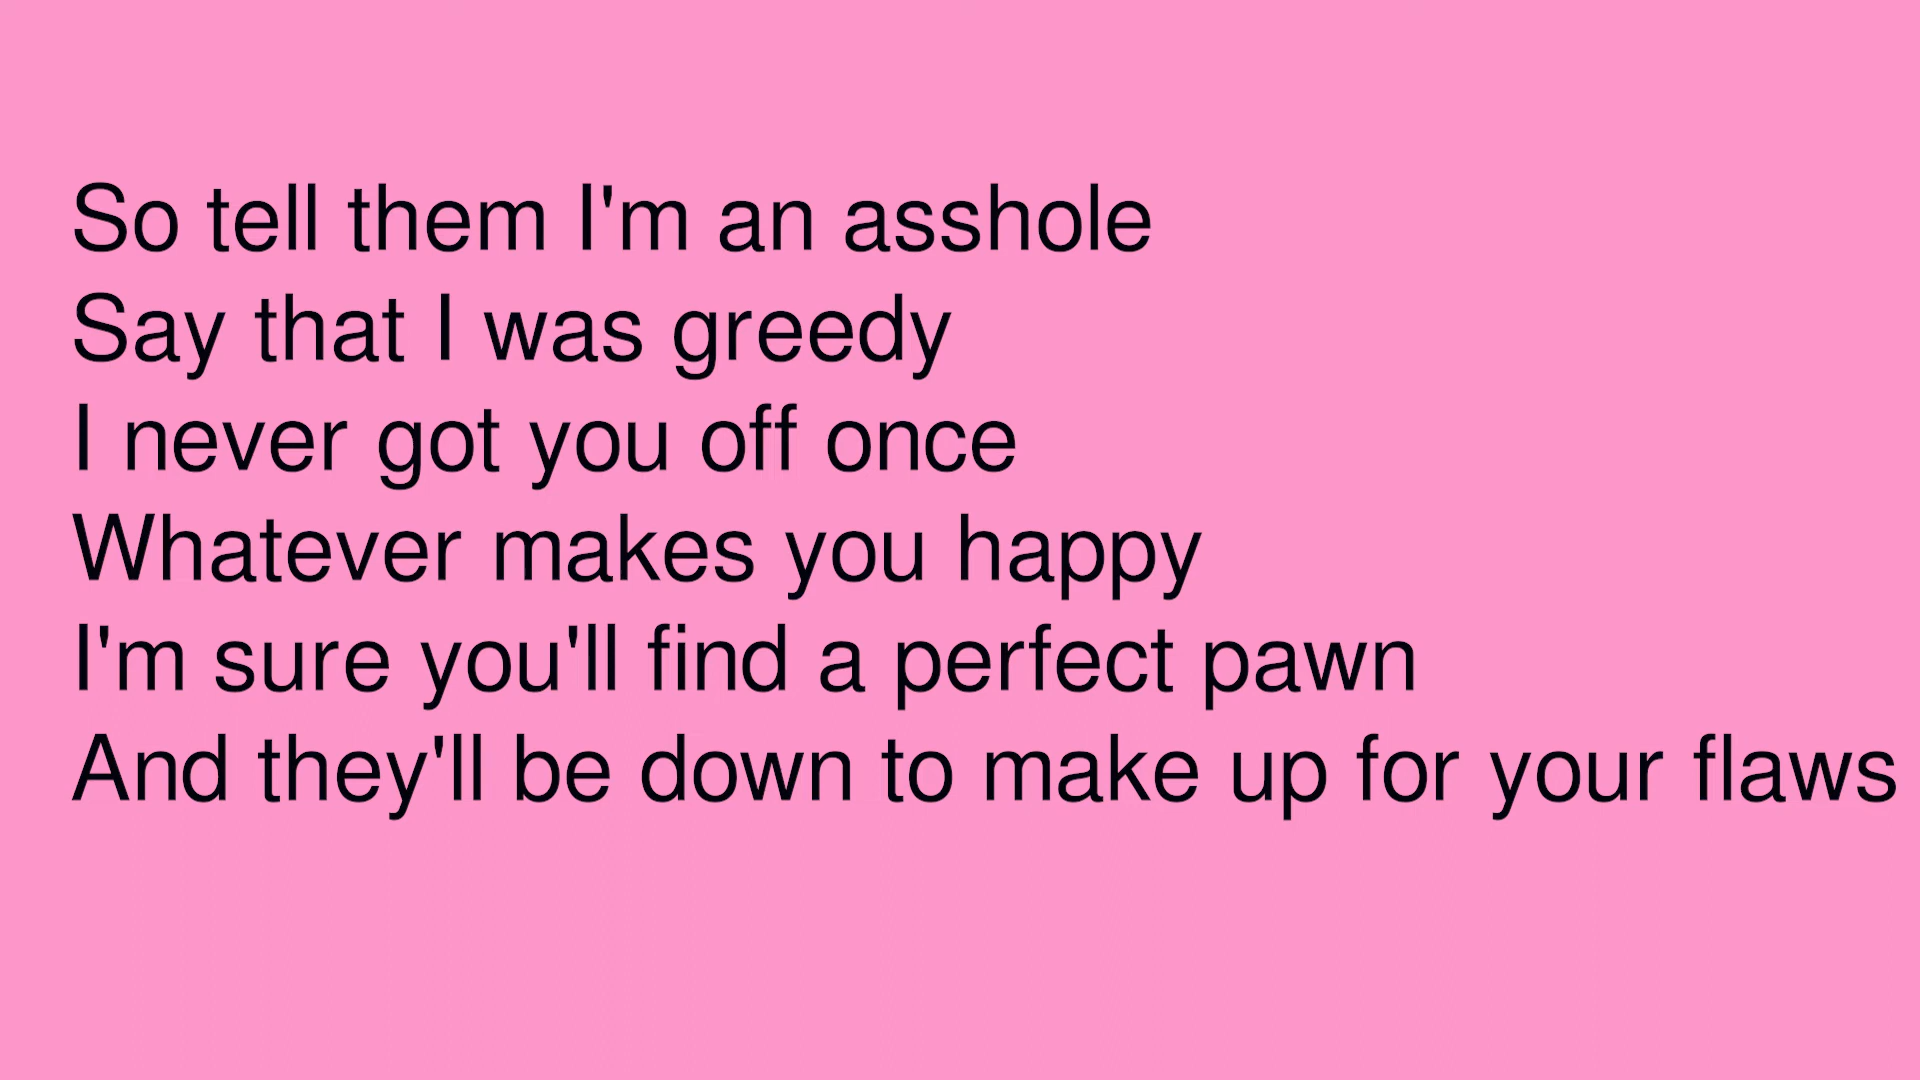 So tell them I'm an asshole
Say that I was greedy
I never got you off once
Whatever makes you happy
I'm sure you'll find a perfect pawn
And they'll be down to make up for your flaws